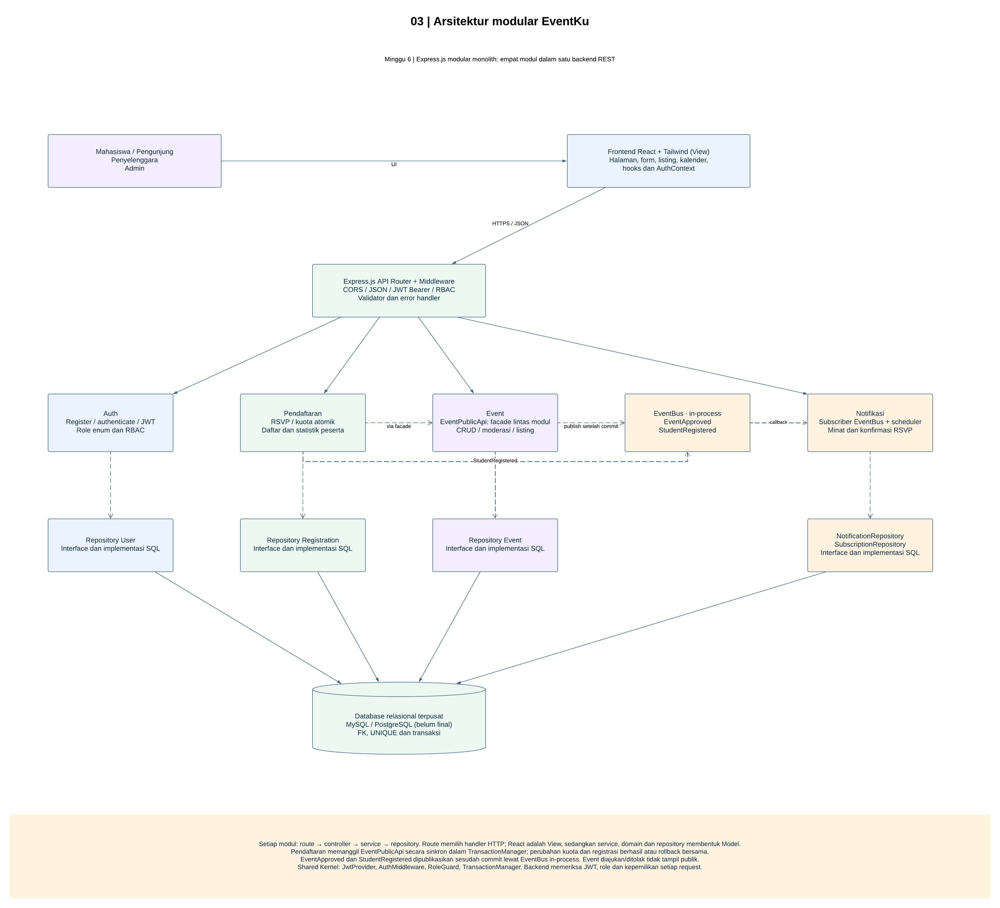 03 | Arsitektur modular EventKu
Minggu 6 | Express.js modular monolith: empat modul dalam satu backend REST
Mahasiswa / Pengunjung
Penyelenggara
Admin
UI
Frontend React + Tailwind (View)
Halaman, form, listing, kalender,
hooks dan AuthContext
HTTPS / JSON
Express.js API Router + Middleware
CORS / JSON / JWT Bearer / RBAC
Validator dan error handler
Auth
Register / authenticate / JWT
Role enum dan RBAC
Pendaftaran
RSVP / kuota atomik
Daftar dan statistik peserta
via facade
Event
EventPublicApi: facade lintas modul
CRUD / moderasi / listing
publish setelah commit
EventBus · in-process
EventApproved
StudentRegistered
callback
Notifikasi
Subscriber EventBus + scheduler
Minat dan konfirmasi RSVP
StudentRegistered
Repository User
Interface dan implementasi SQL
Repository Registration
Interface dan implementasi SQL
Repository Event
Interface dan implementasi SQL
NotificationRepository
SubscriptionRepository
Interface dan implementasi SQL
Database relasional terpusat
MySQL / PostgreSQL (belum final)
FK, UNIQUE dan transaksi
Setiap modul: route → controller → service → repository. Route memilih handler HTTP; React adalah View, sedangkan service, domain dan repository membentuk Model.
Pendaftaran memanggil EventPublicApi secara sinkron dalam TransactionManager; perubahan kuota dan registrasi berhasil atau rollback bersama.
EventApproved dan StudentRegistered dipublikasikan sesudah commit lewat EventBus in-process. Event diajukan/ditolak tidak tampil publik.
Shared Kernel: JwtProvider, AuthMiddleware, RoleGuard, TransactionManager. Backend memeriksa JWT, role dan kepemilikan setiap request.